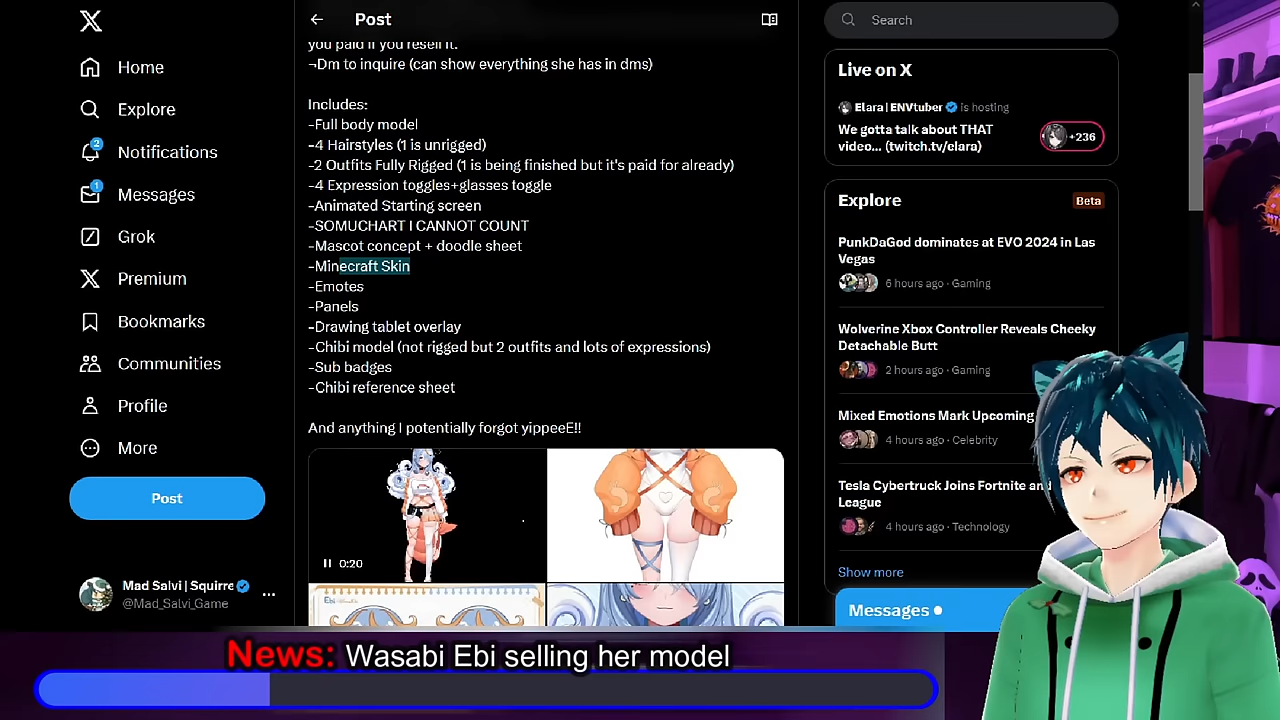 Home
Explore
2
Notifications
1
Messages
Grok
Premium
Bookmarks
Communities
Profile
More
Post
Mad Salvi | Squirre
@Mad_Salvi_Game
Post
you paid if you resell it.
¬Dm to inquire (can show everything she has in dms)
Includes:
-Full body model
-4 Hairstyles (1 is unrigged)
-2 Outfits Fully Rigged (1 is being finished but it's paid for already)
-4 Expression toggles+glasses toggle
-Animated Starting screen
-SOMUCHART I CANNOT COUNT
-Mascot concept + doodle sheet
-Minecraft Skin
-Emotes
-Panels
-Drawing tablet overlay
-Chibi model (not rigged but 2 outfits and lots of expressions)
-Sub badges
-Chibi reference sheet
And anything I potentially forgot yippeeE!!
0:20
Ebi
Search
Live on X
Elara | ENVtuber is hosting
We gotta talk about THAT
video... (twitch.tv/elara)
+236
Explore
Beta
PunkDaGod dominates at EVO 2024 in Las
Vegas
6 hours ago · Gaming
Wolverine Xbox Controller Reveals Cheeky
Detachable Butt
2 hours ago · Gaming
Mixed Emotions Mark Upcoming
4 hours ago · Celebrity
Tesla Cybertruck Joins Fortnite and
League
4 hours ago · Technology
Show more
Messages
News: Wasabi Ebi selling her model